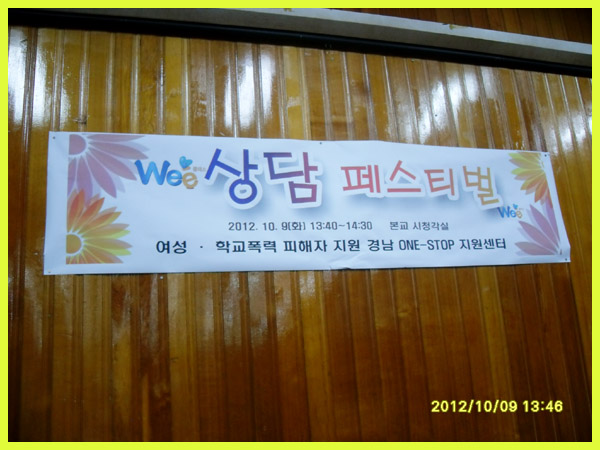 Wee 상담 페스티벌 Wee
2012. 10. 9(화) 13:40~14:30 본교 시청각실
여성 · 학교폭력 피해자 지원 경남 ONE-STOP 지원센터
2012/10/09 13:46